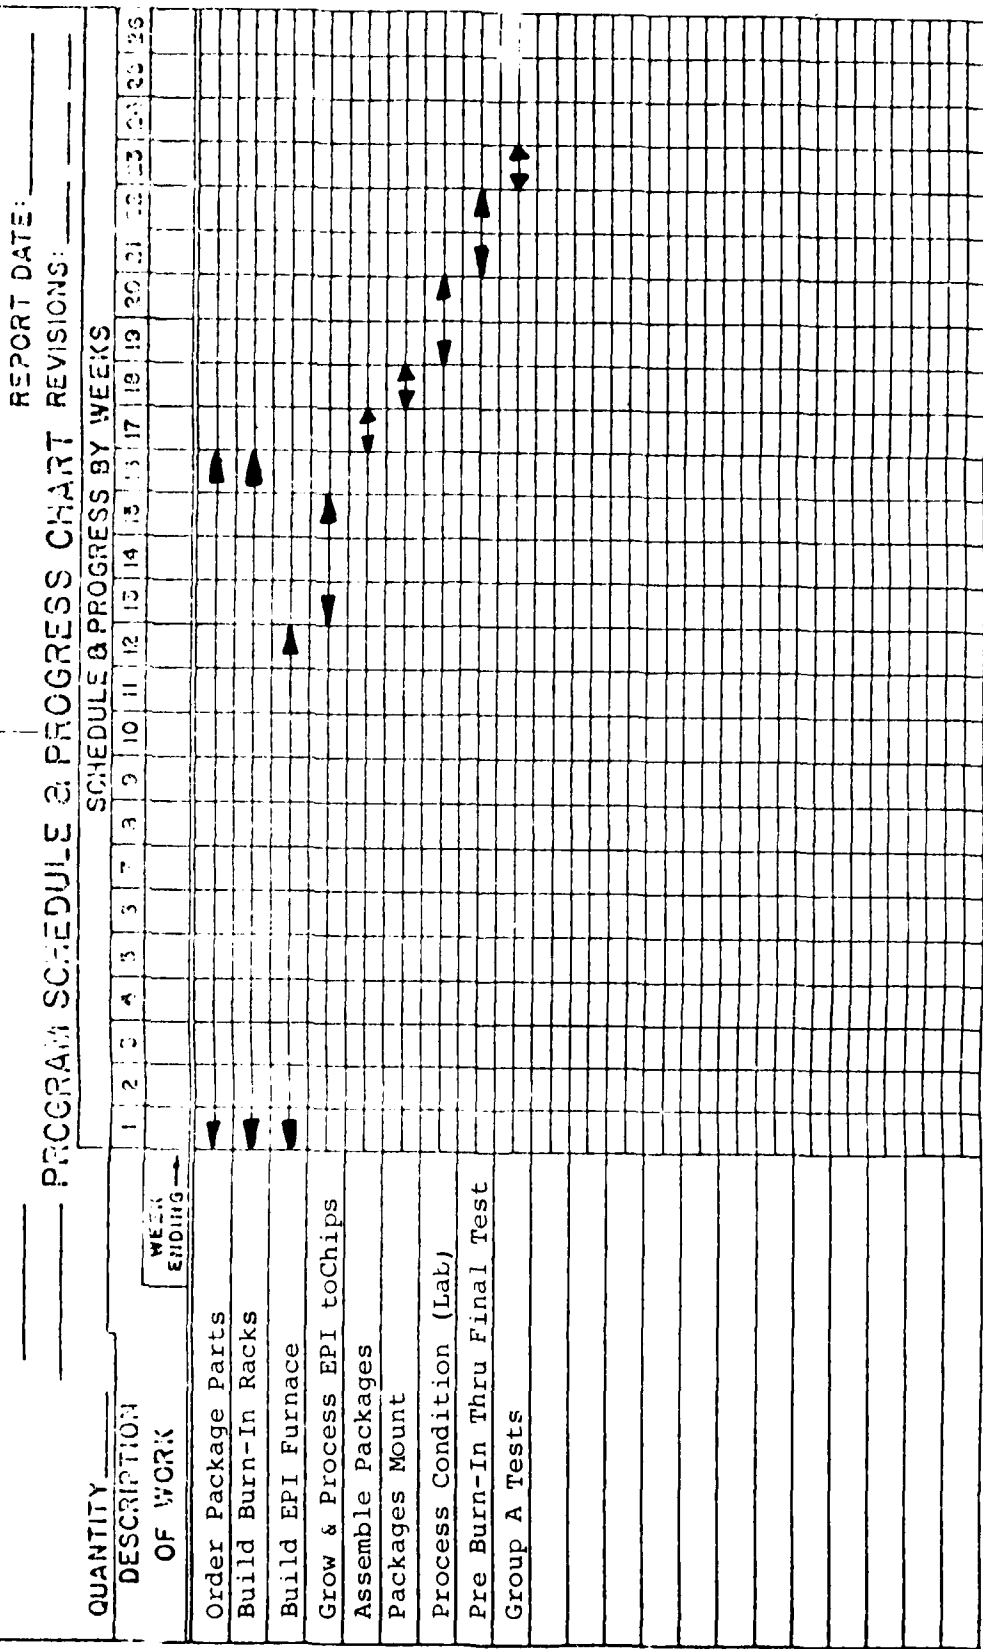 REPORT DATE:
PROGRAM SCHEDULE & PROGRESS CHART REVISIONS:
QUANTITY
SCHEDULE & PROGRESS BY WEEKS
DESCRIPTION
OF WORK
1 2 3 4 5 6 7 8 9 10 11 12 13 14 15 16 17 18 19 20 21 22 23 24 25 26
WEEK
ENDING
Order Package Parts
Build Burn-In Racks
Build EPI Furnace
Grow & Process EPI toChips
Assemble Packages
Packages Mount
Process Condition (Lab)
Pre Burn-In Thru Final Test
Group A Tests